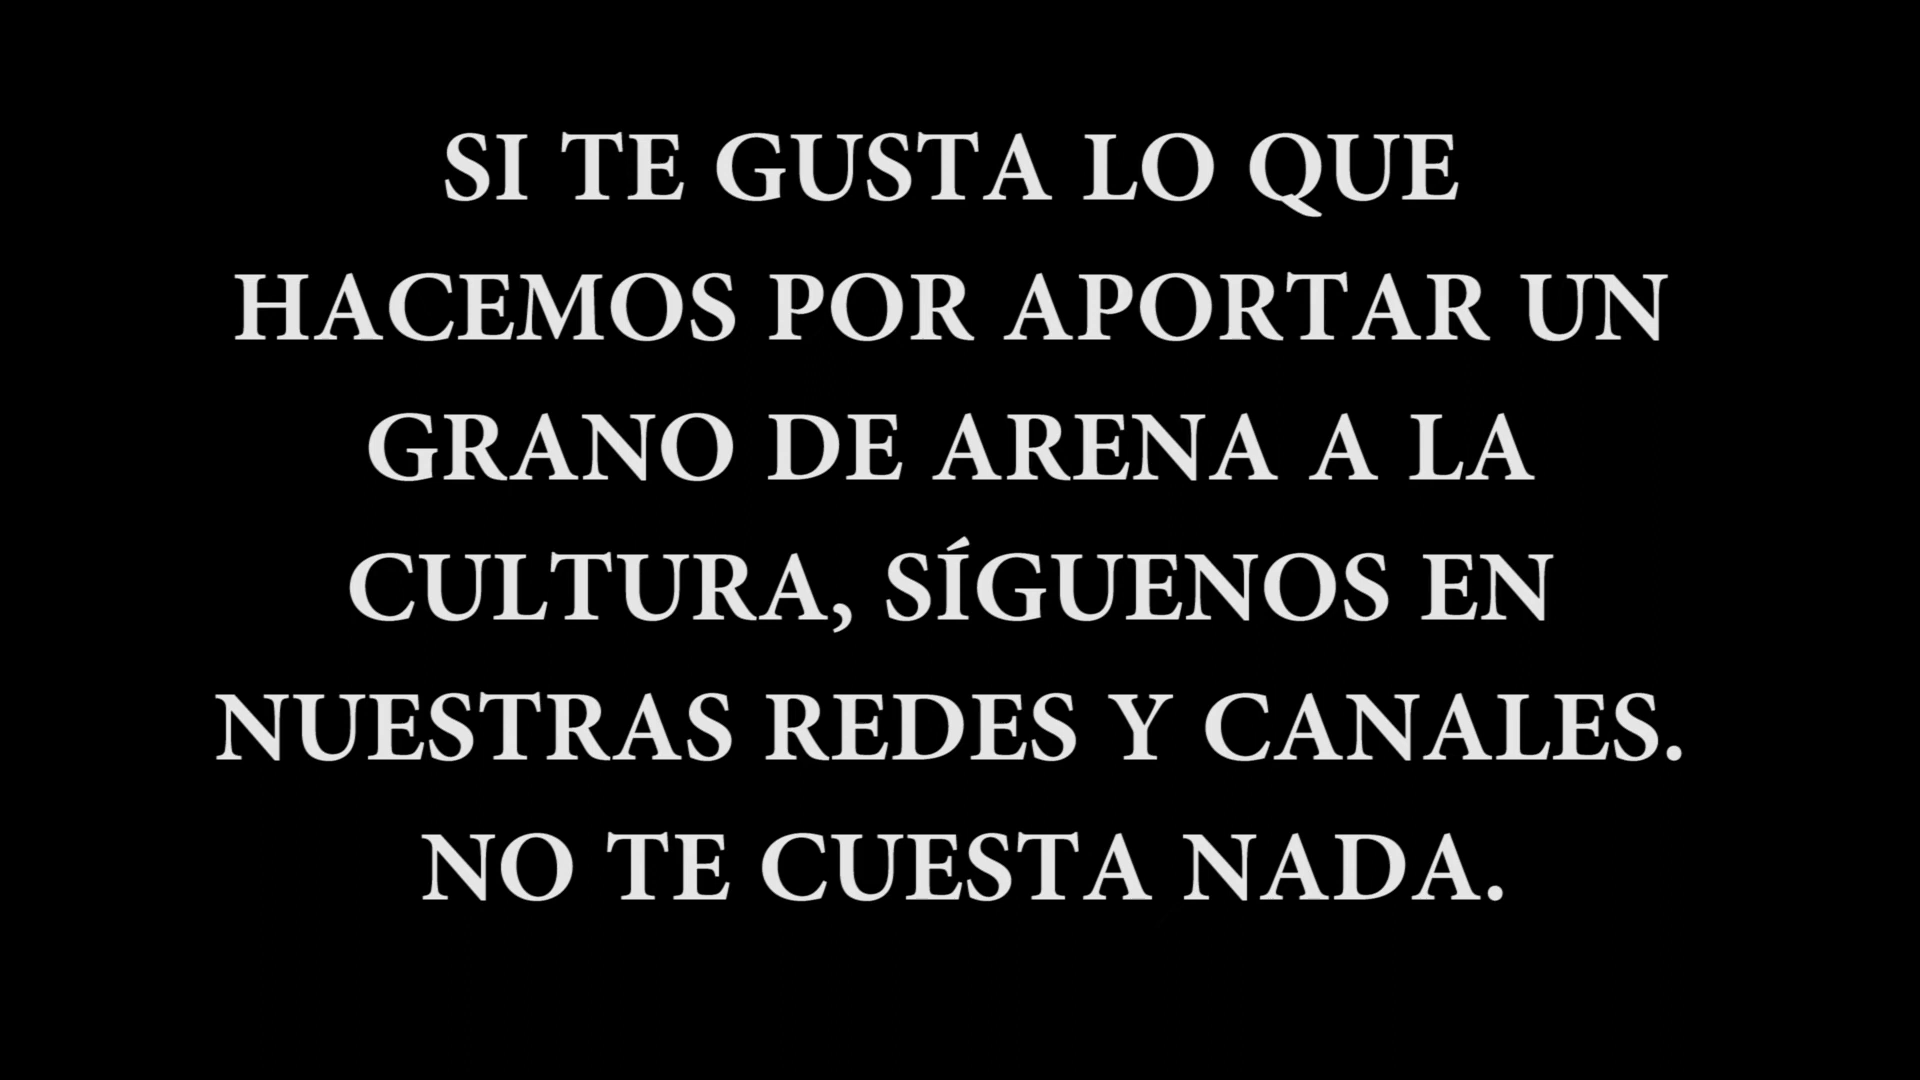 SI TE GUSTA LO QUE
HACEMOS POR APORTAR UN
GRANO DE ARENA A LA
CULTURA, SÍGUENOS EN
NUESTRAS REDES Y CANALES.
NO TE CUESTA NADA.